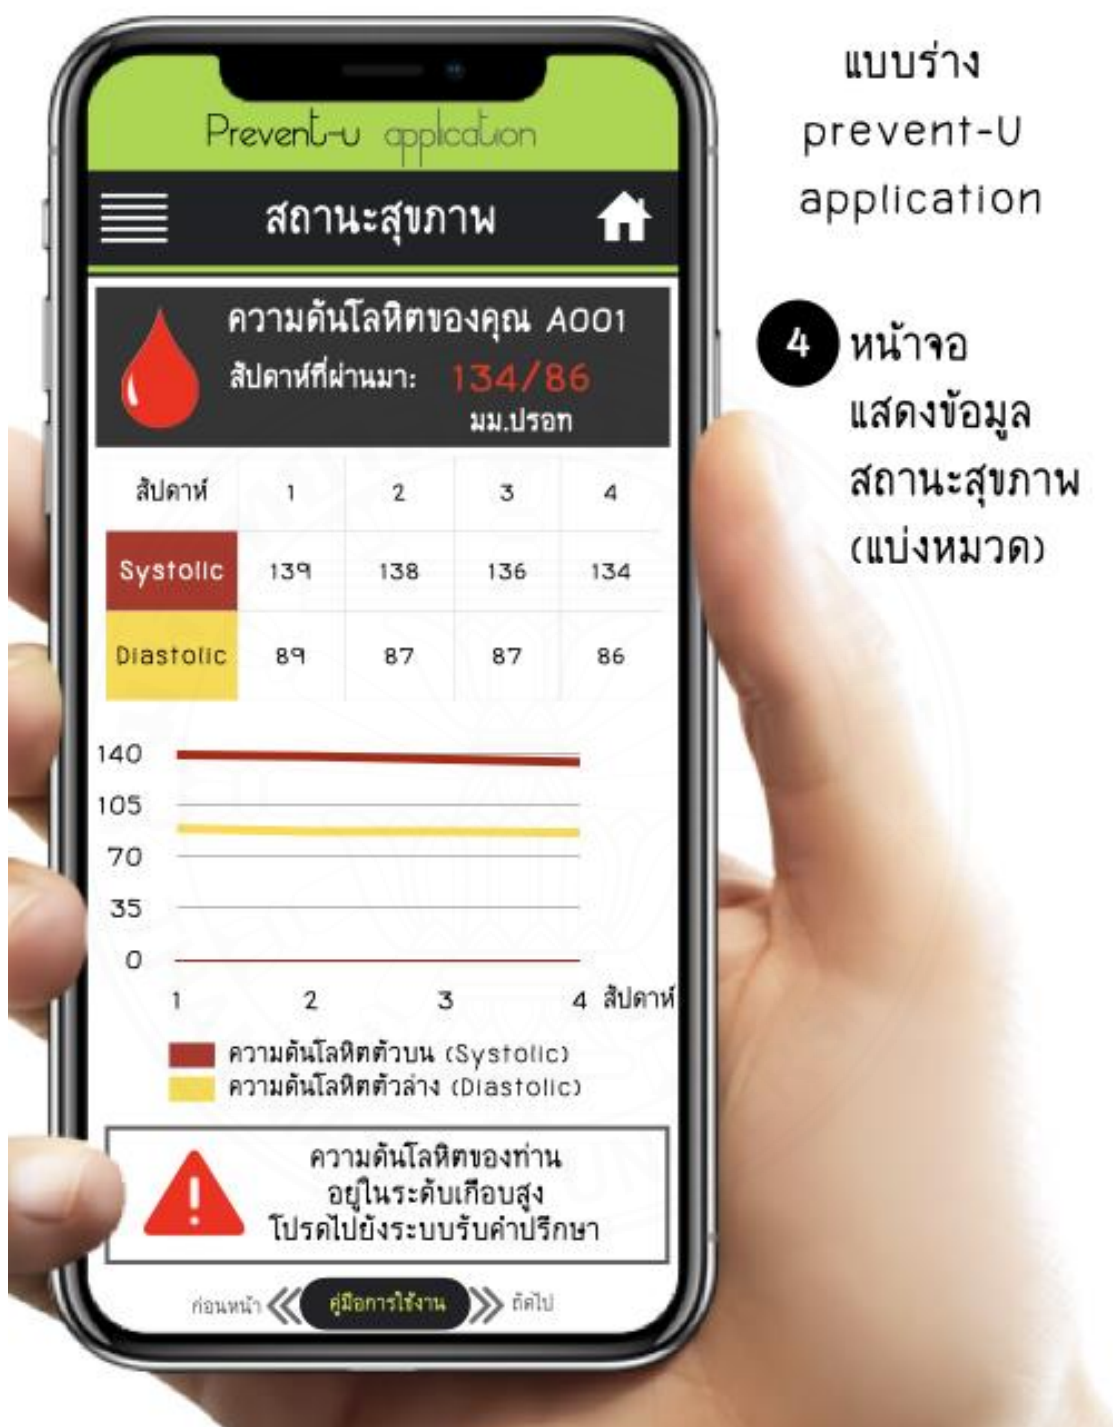 Prevent-U application
สถานะสุขภาพ
ความดันโลหิตของคุณ A001
สัปดาห์ที่ผ่านมา: 134/86
มม.ปรอท
สัปดาห์ 1 2 3 4
Systolic 139 138 136 134
Diastolic 89 87 87 86
140
105
70
35
0
1 2 3 4 สัปดาห์
ความดันโลหิตตัวบน (Systolic)
ความดันโลหิตตัวล่าง (Diastolic)
ความดันโลหิตของท่าน
อยู่ในระดับเกือบสูง
โปรดไปยังระบบรับคำปรึกษา
ก่อนหน้า คู่มือการใช้งาน ถัดไป
แบบร่าง
prevent-U
application
4 หน้าจอ
แสดงข้อมูล
สถานะสุขภาพ
(แบ่งหมวด)